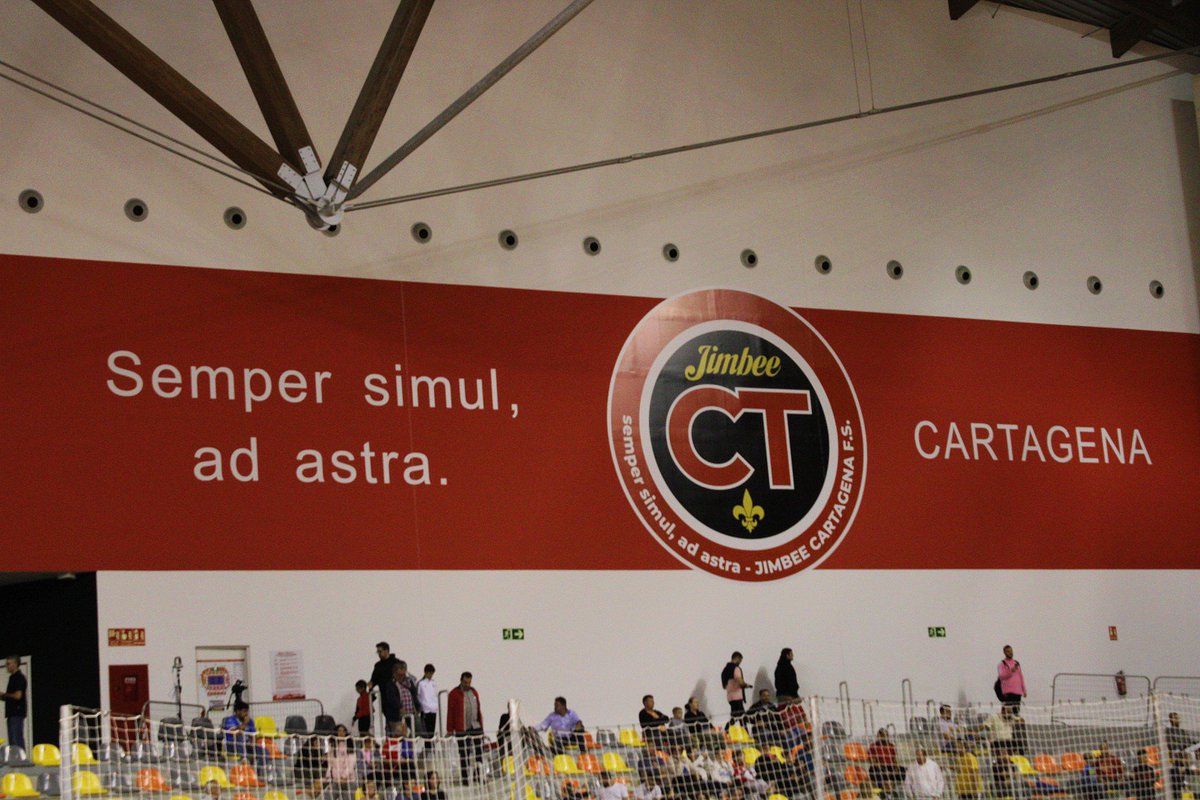 Semper simul,
ad astra.
Jimbee
CT
semper simul, ad astra - JIMBEE CARTAGENA F.S.
CARTAGENA